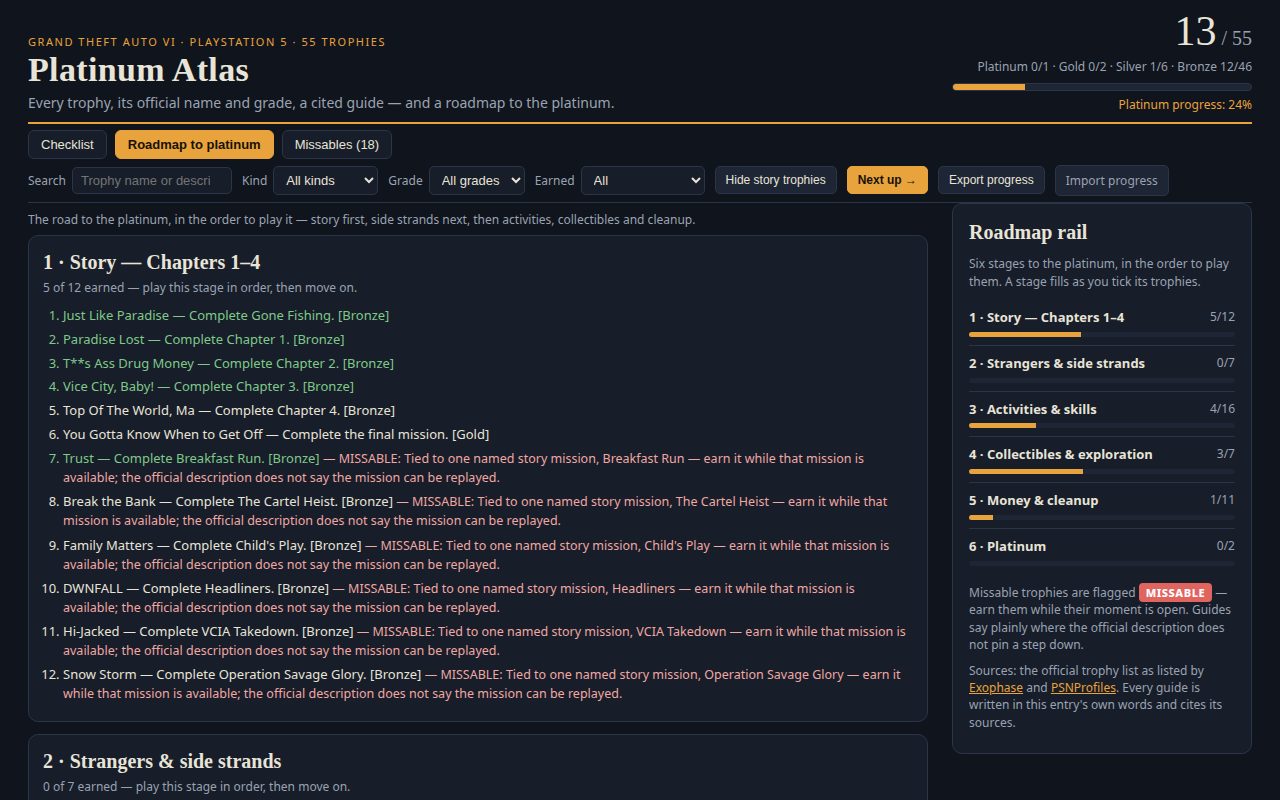 GRAND THEFT AUTO VI · PLAYSTATION 5 · 55 TROPHIES
Platinum Atlas
Every trophy, its official name and grade, a cited guide — and a roadmap to the platinum.
13 / 55
Platinum 0/1 · Gold 0/2 · Silver 1/6 · Bronze 12/46
Platinum progress: 24%
Checklist
Roadmap to platinum
Missables (18)
Search
Trophy name or descri
Kind
All kinds
Grade
All grades
Earned
All
Hide story trophies
Next up →
Export progress
Import progress
The road to the platinum, in the order to play it — story first, side strands next, then activities, collectibles and cleanup.
1 · Story — Chapters 1–4
5 of 12 earned — play this stage in order, then move on.
1. Just Like Paradise — Complete Gone Fishing. [Bronze]
2. Paradise Lost — Complete Chapter 1. [Bronze]
3. T**s Ass Drug Money — Complete Chapter 2. [Bronze]
4. Vice City, Baby! — Complete Chapter 3. [Bronze]
5. Top Of The World, Ma — Complete Chapter 4. [Bronze]
6. You Gotta Know When to Get Off — Complete the final mission. [Gold]
7. Trust — Complete Breakfast Run. [Bronze] — MISSABLE: Tied to one named story mission, Breakfast Run — earn it while that mission is
available; the official description does not say the mission can be replayed.
8. Break the Bank — Complete The Cartel Heist. [Bronze] — MISSABLE: Tied to one named story mission, The Cartel Heist — earn it while that
mission is available; the official description does not say the mission can be replayed.
9. Family Matters — Complete Child's Play. [Bronze] — MISSABLE: Tied to one named story mission, Child's Play — earn it while that mission is
available; the official description does not say the mission can be replayed.
10. DWNFALL — Complete Headliners. [Bronze] — MISSABLE: Tied to one named story mission, Headliners — earn it while that mission is
available; the official description does not say the mission can be replayed.
11. Hi-Jacked — Complete VCIA Takedown. [Bronze] — MISSABLE: Tied to one named story mission, VCIA Takedown — earn it while that mission is
available; the official description does not say the mission can be replayed.
12. Snow Storm — Complete Operation Savage Glory. [Bronze] — MISSABLE: Tied to one named story mission, Operation Savage Glory — earn it
while that mission is available; the official description does not say the mission can be replayed.
2 · Strangers & side strands
0 of 7 earned — play this stage in order, then move on.
Roadmap rail
Six stages to the platinum, in the order to play
them. A stage fills as you tick its trophies.
1 · Story — Chapters 1–4 5/12
2 · Strangers & side strands 0/7
3 · Activities & skills 4/16
4 · Collectibles & exploration 3/7
5 · Money & cleanup 1/11
6 · Platinum 0/2
Missable trophies are flagged MISSABLE —
earn them while their moment is open. Guides
say plainly where the official description does
not pin a step down.
Sources: the official trophy list as listed by
Exophase and PSNProfiles. Every guide is
written in this entry's own words and cites its
sources.